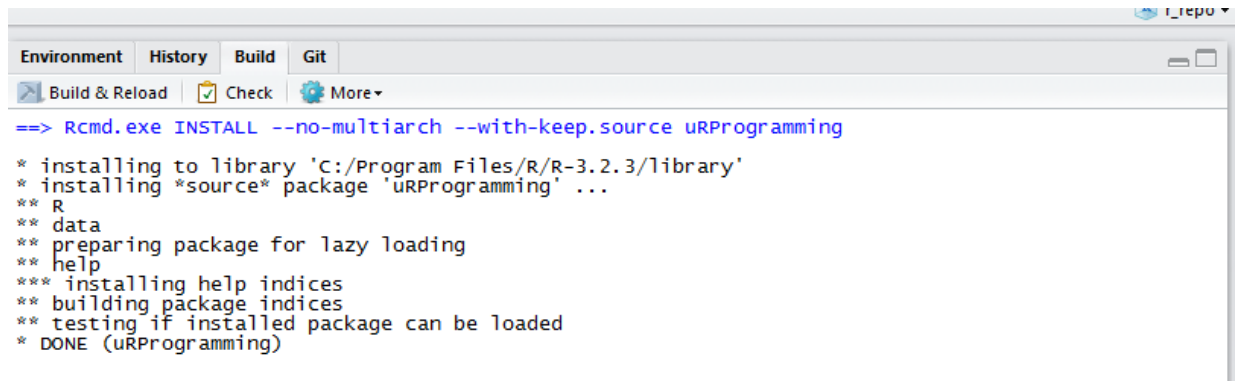 r_repo
Environment History Build Git
Build & Reload Check More
==> Rcmd.exe INSTALL --no-multiarch --with-keep.source uRProgramming
* installing to library 'C:/Program Files/R/R-3.2.3/library'
* installing *source* package 'uRProgramming' ...
** R
** data
** preparing package for lazy loading
** help
*** installing help indices
** building package indices
** testing if installed package can be loaded
* DONE (uRProgramming)